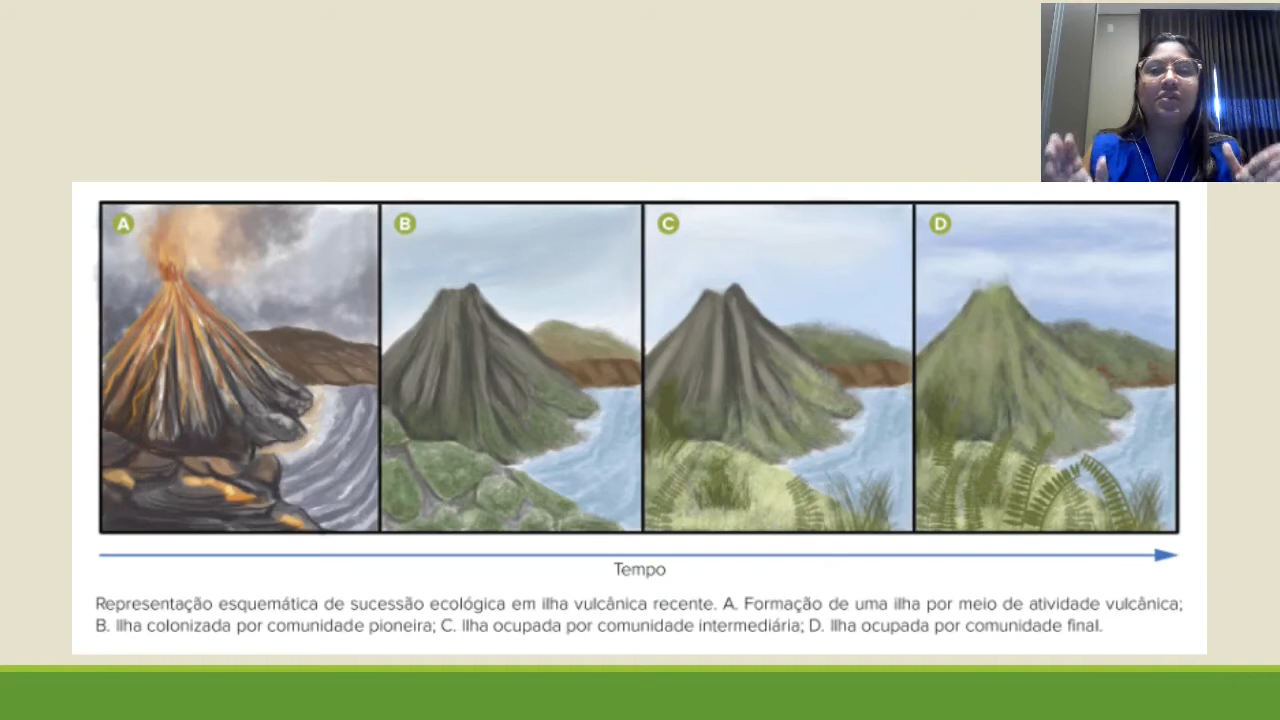 A
B
C
D
Tempo
Representação esquemática de sucessão ecológica em ilha vulcânica recente. A. Formação de uma ilha por meio de atividade vulcânica;
B. Ilha colonizada por comunidade pioneira; C. Ilha ocupada por comunidade intermediária; D. Ilha ocupada por comunidade final.